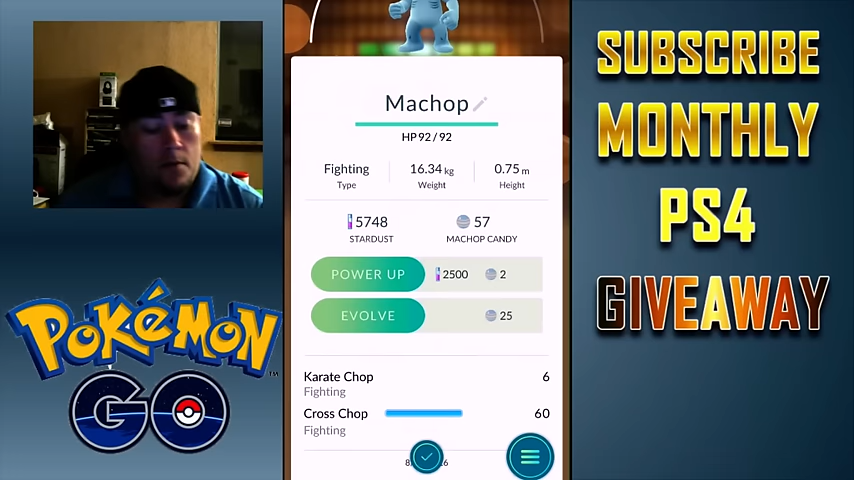 POKéMON
TM
GO
Machop
HP 92 / 92
Fighting
Type
16.34 kg
Weight
0.75 m
Height
5748
STARDUST
57
MACHOP CANDY
POWER UP
2500
2
EVOLVE
25
Karate Chop
6
Fighting
Cross Chop
60
Fighting
SUBSCRIBE
MONTHLY
PS4
GIVEAWAY